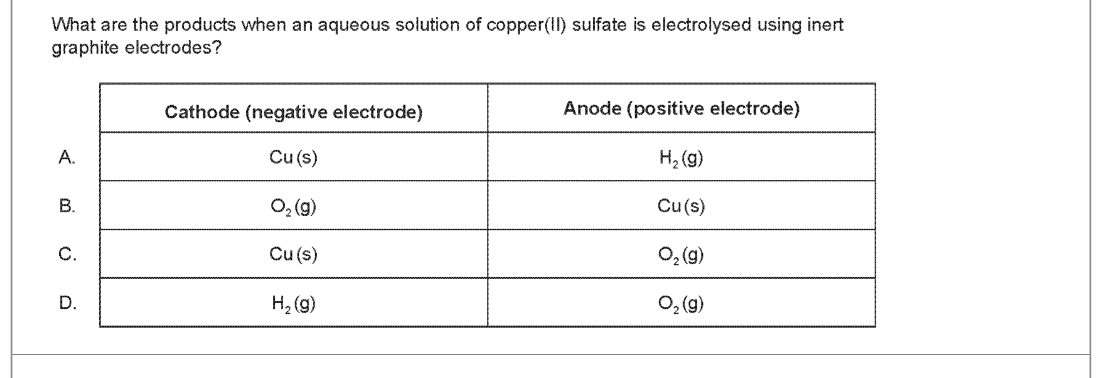 What are the products when an aqueous solution of copper(II) sulfate is electrolysed using inert
graphite electrodes?
Cathode (negative electrode) Anode (positive electrode)
A. Cu (s) H₂ (g)
B. O₂ (g) Cu (s)
C. Cu (s) O₂ (g)
D. H₂ (g) O₂ (g)